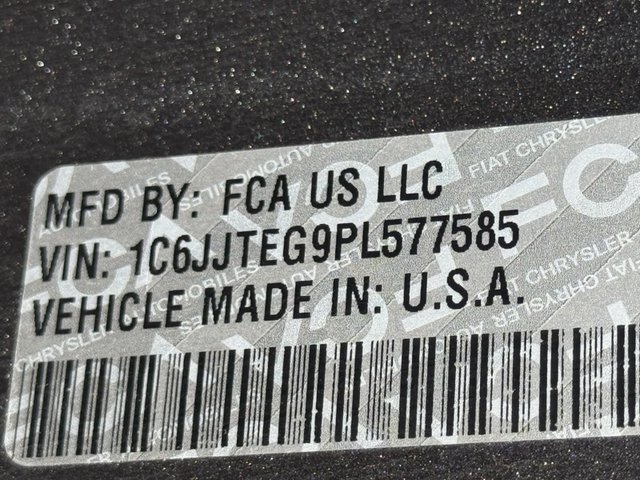 MFD BY: FCA US LLC
VIN: 1C6JJTEG9PL577585
VEHICLE MADE IN: U.S.A.